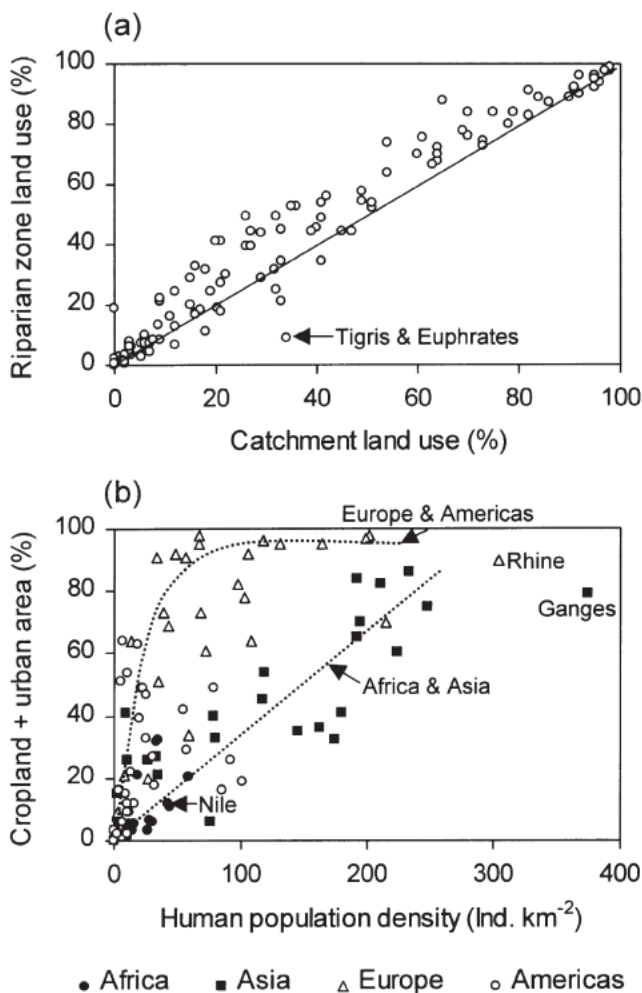 (a)
Riparian zone land use (%)
100
80
60
40
20
0
Tigris & Euphrates
0 20 40 60 80 100
Catchment land use (%)
(b)
Cropland + urban area (%)
100
80
60
40
20
0
Europe & Americas
Rhine
Ganges
Africa & Asia
Nile
0 100 200 300 400
Human population density (Ind. km⁻²)
Africa Asia Europe Americas